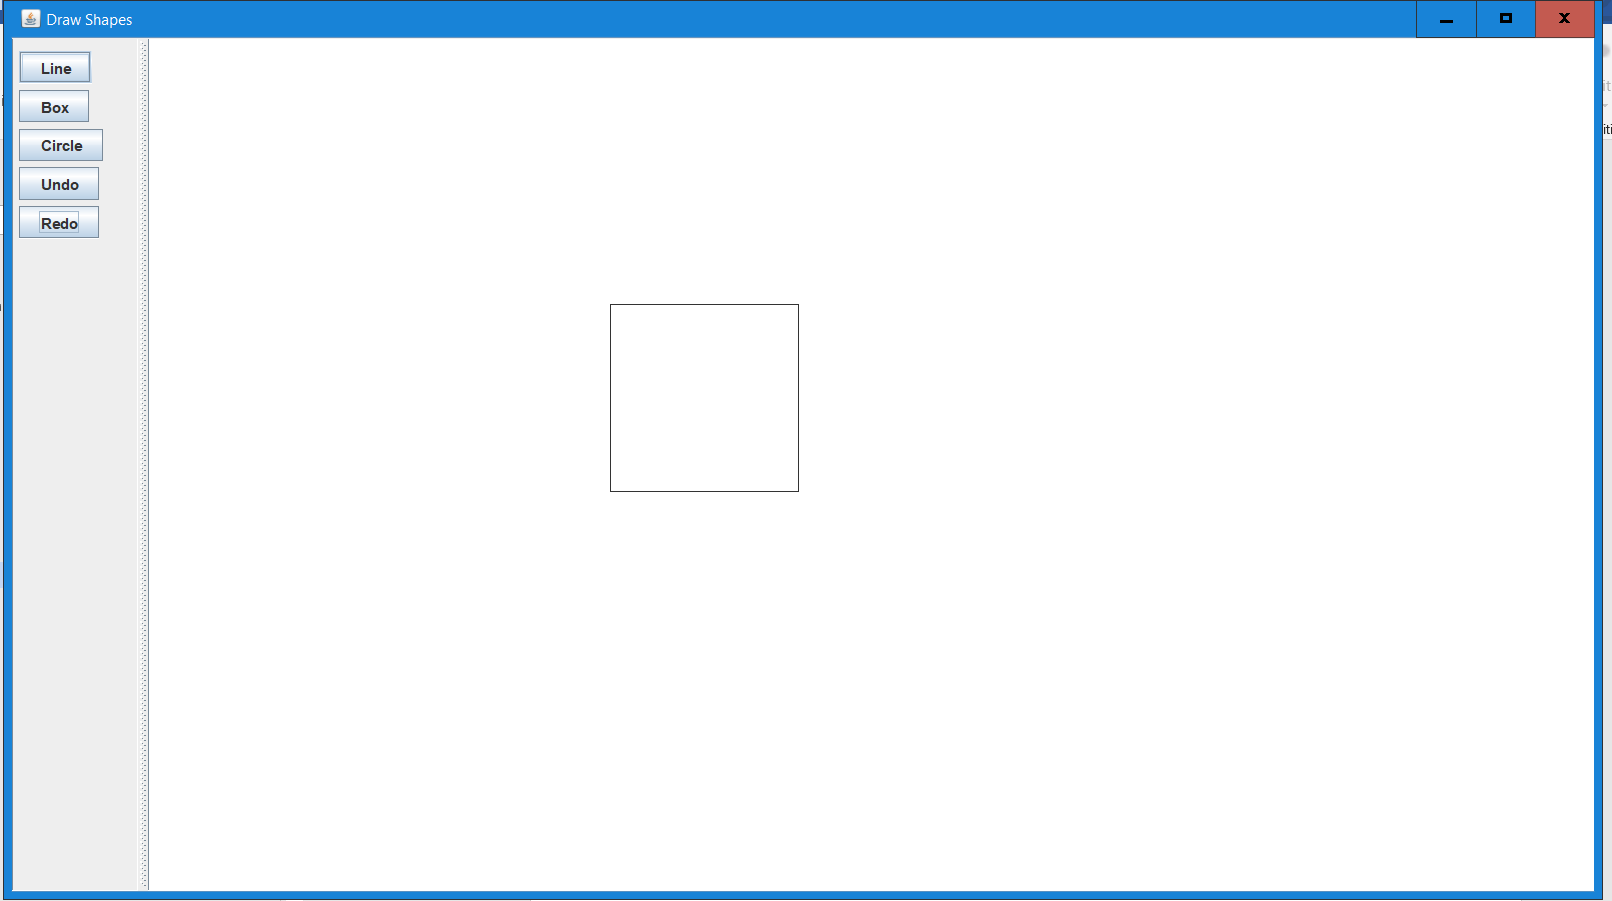 Draw Shapes
Line
Box
Circle
Undo
Redo